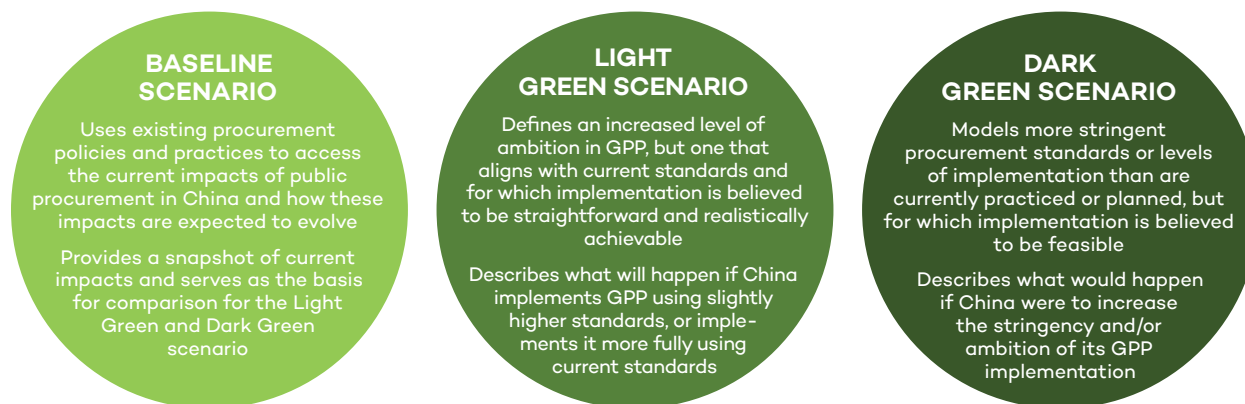 BASELINE
SCENARIO
Uses existing procurement
policies and practices to access
the current impacts of public
procurement in China and how these
impacts are expected to evolve
Provides a snapshot of current
impacts and serves as the basis
for comparison for the Light
Green and Dark Green
scenario
LIGHT
GREEN SCENARIO
Defines an increased level of
ambition in GPP, but one that
aligns with current standards and
for which implementation is believed
to be straightforward and realistically
achievable
Describes what will happen if China
implements GPP using slightly
higher standards, or imple-
ments it more fully using
current standards
DARK
GREEN SCENARIO
Models more stringent
procurement standards or levels
of implementation than are
currently practiced or planned, but
for which implementation is believed
to be feasible
Describes what would happen
if China were to increase
the stringency and/or
ambition of its GPP
implementation